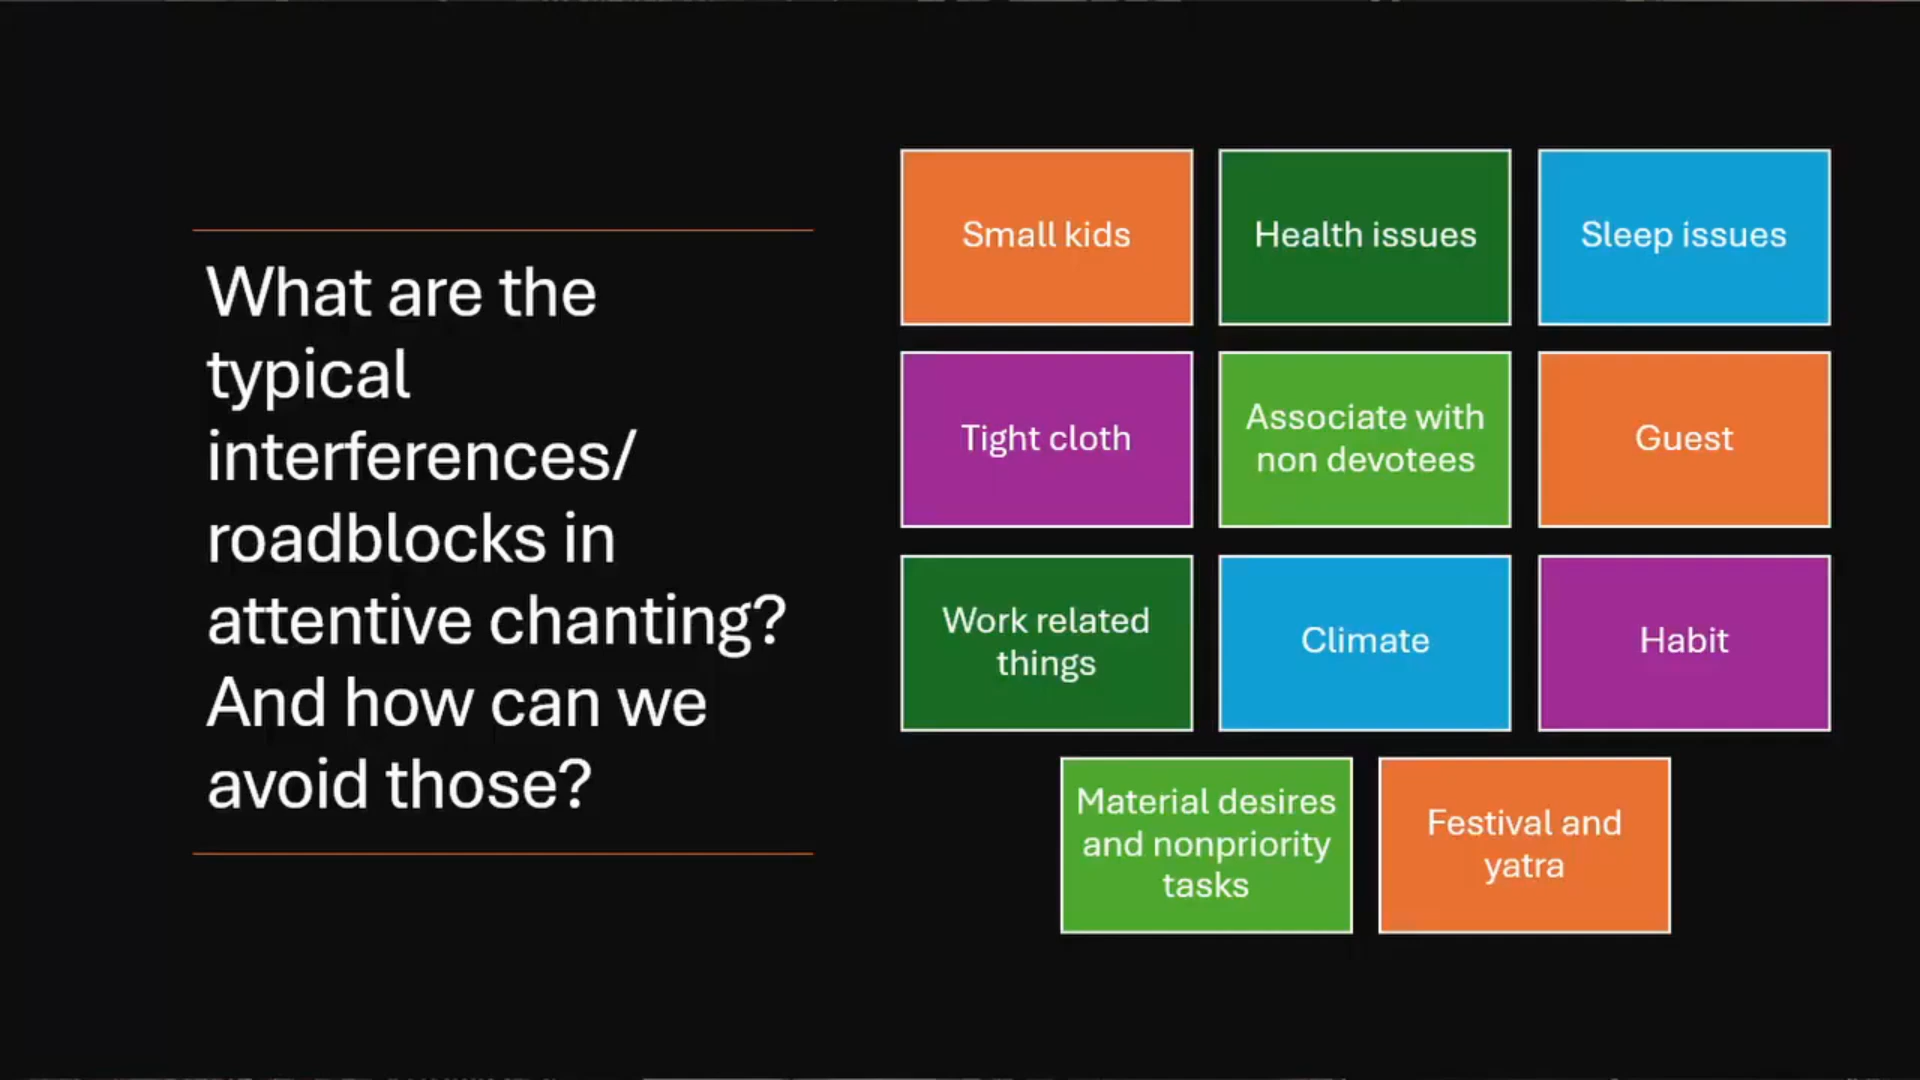 What are the
typical
interferences/
roadblocks in
attentive chanting?
And how can we
avoid those?
Small kids
Health issues
Sleep issues
Tight cloth
Associate with
non devotees
Guest
Work related
things
Climate
Habit
Material desires
and nonpriority
tasks
Festival and
yatra